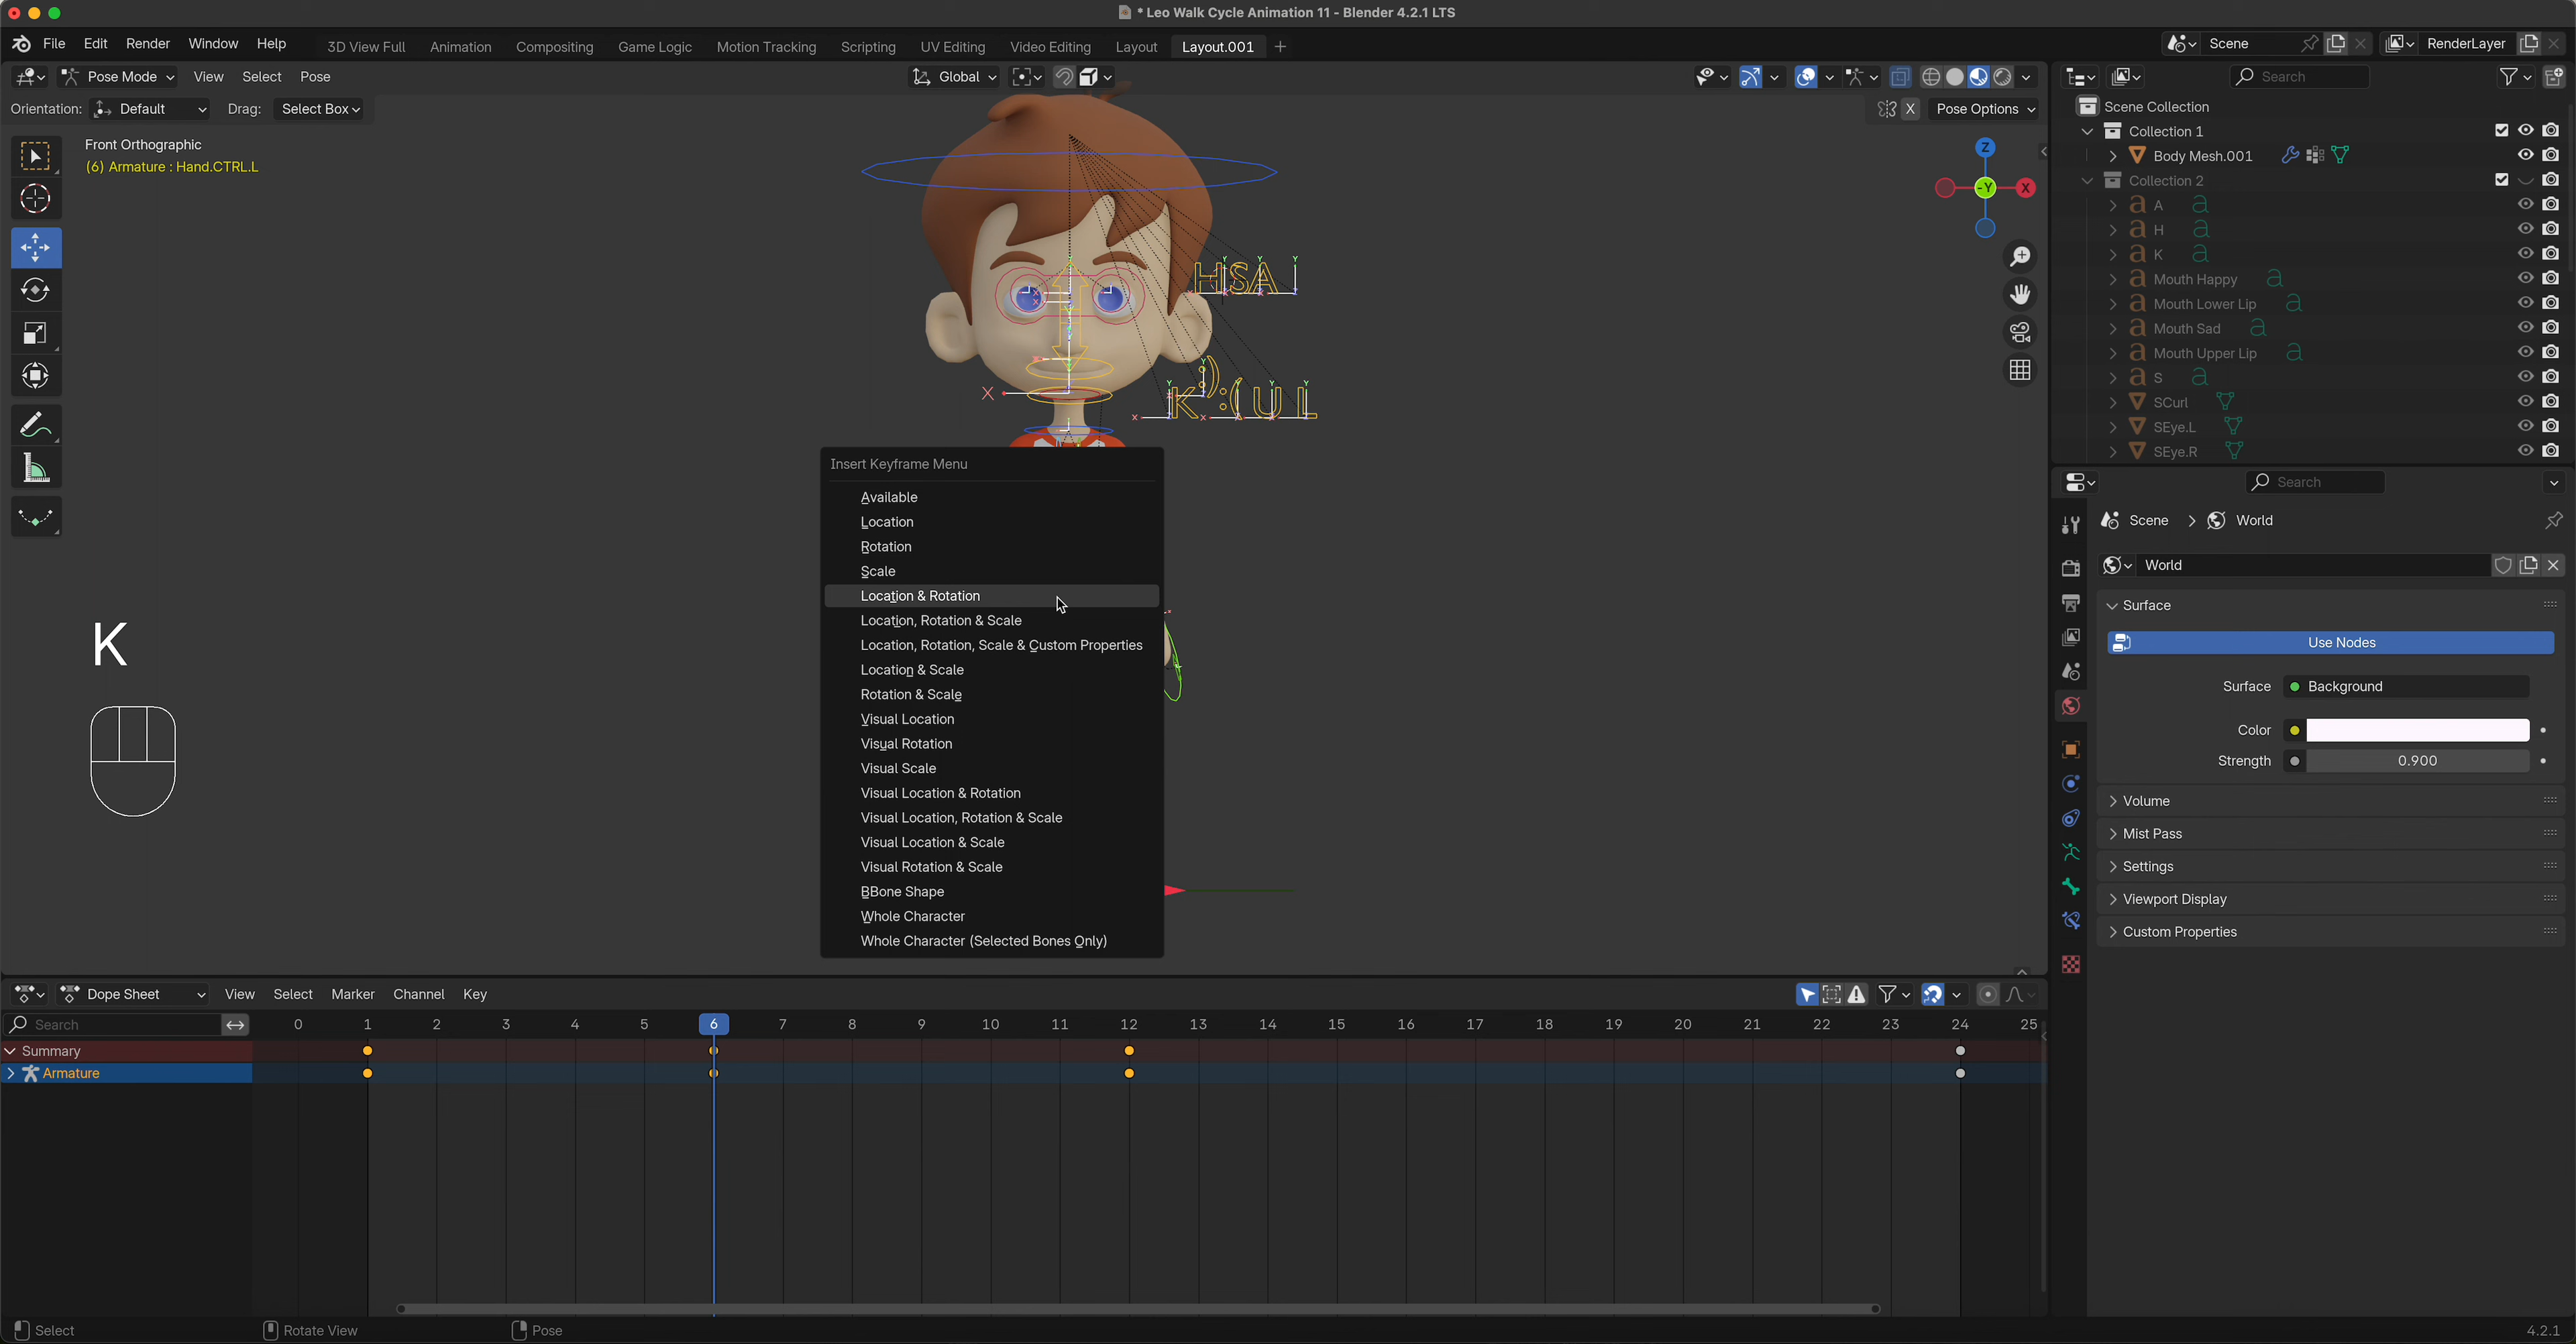 * Leo Walk Cycle Animation 11 - Blender 4.2.1 LTS
File Edit Render Window Help 3D View Full Animation Compositing Game Logic Motion Tracking Scripting UV Editing Video Editing Layout Layout.001 + Scene RenderLayer
Pose Mode View Select Pose Global Search
Orientation: Default Drag: Select Box X Pose Options
Front Orthographic
(6) Armature : Hand.CTRL.L
Z
-Y X
HSA
K :) :( U L
X
K
Insert Keyframe Menu
Available
Location
Rotation
Scale
Location & Rotation
Location, Rotation & Scale
Location, Rotation, Scale & Custom Properties
Location & Scale
Rotation & Scale
Visual Location
Visual Rotation
Visual Scale
Visual Location & Rotation
Visual Location, Rotation & Scale
Visual Location & Scale
Visual Rotation & Scale
BBone Shape
Whole Character
Whole Character (Selected Bones Only)
Scene Collection
Collection 1
Body Mesh.001
Collection 2
a A a
a H a
a K a
a Mouth Happy a
a Mouth Lower Lip a
a Mouth Sad a
a Mouth Upper Lip a
a S a
SCurl
SEye.L
SEye.R
Search
Scene > World
World
Surface
Use Nodes
Surface Background
Color
Strength 0.900
Volume
Mist Pass
Settings
Viewport Display
Custom Properties
Dope Sheet View Select Marker Channel Key
Search 0 1 2 3 4 5 6 7 8 9 10 11 12 13 14 15 16 17 18 19 20 21 22 23 24 25
Summary
Armature
Select Rotate View Pose 4.2.1